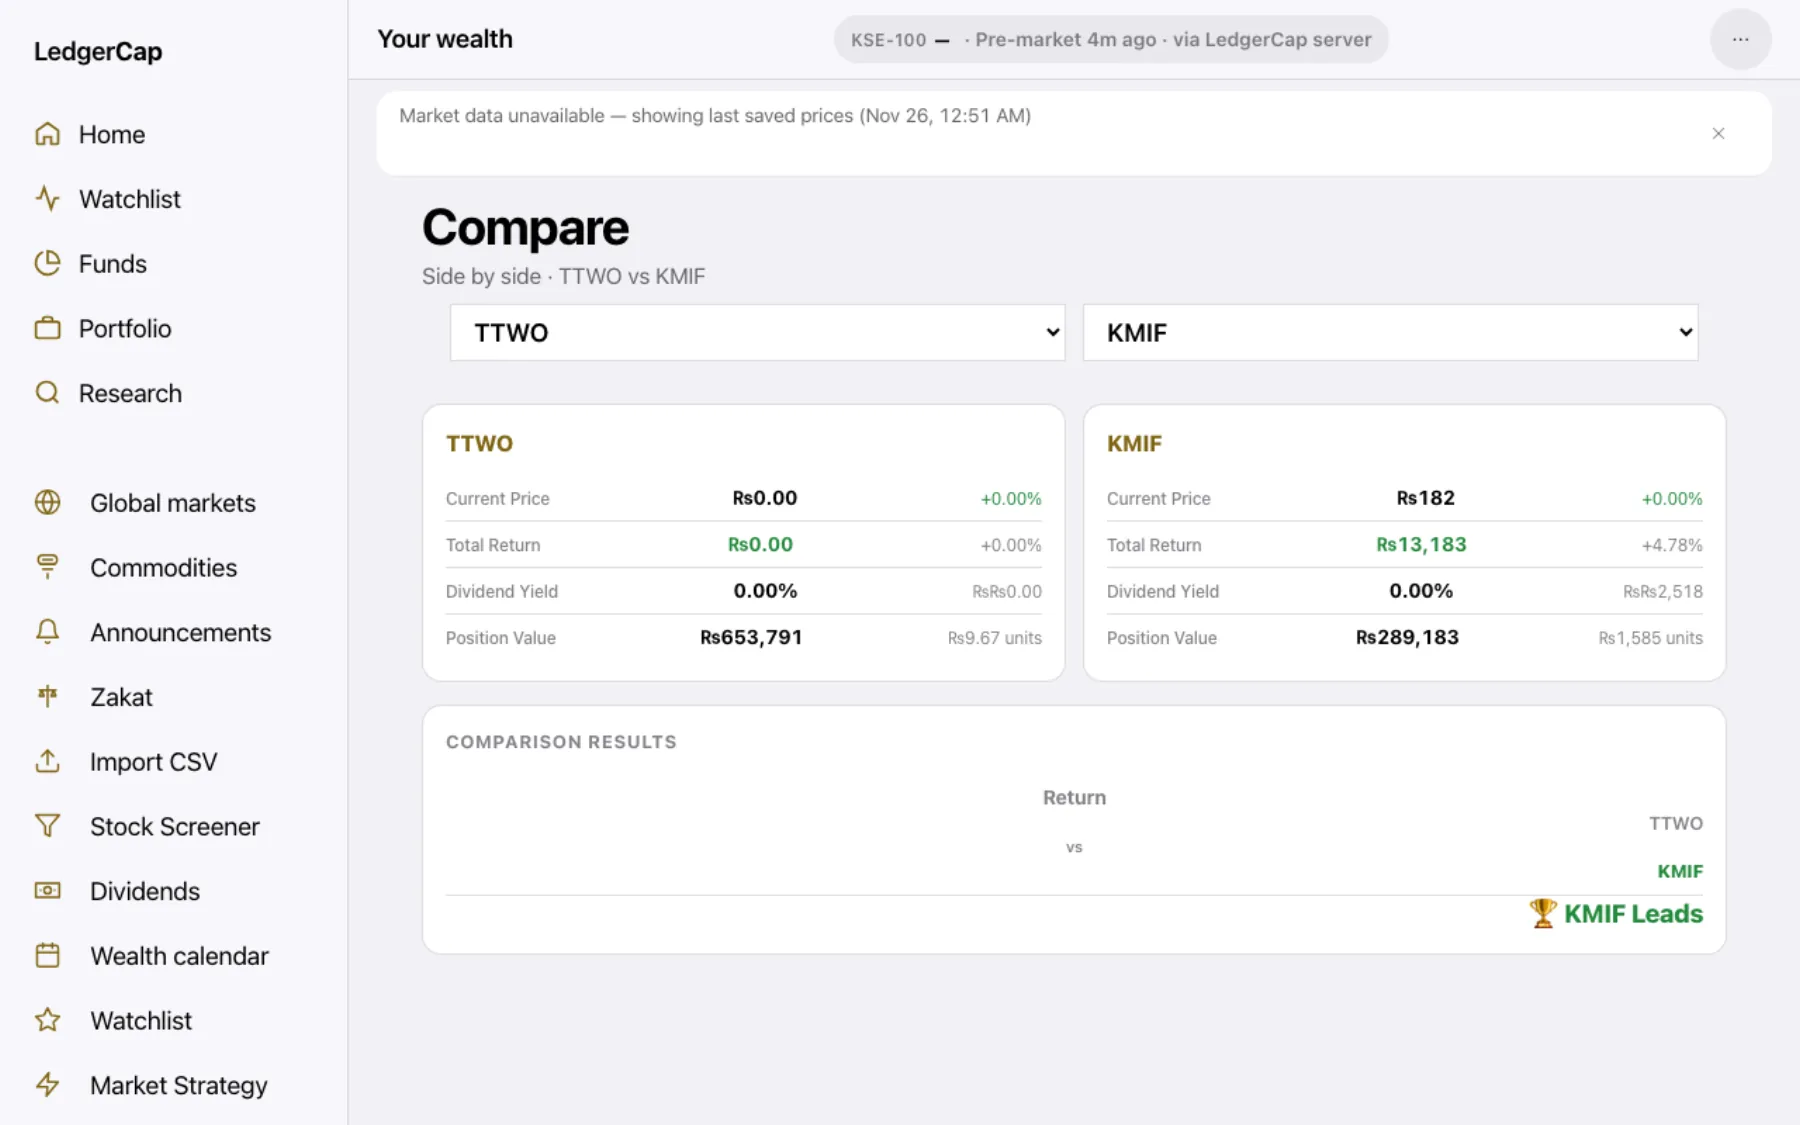 LedgerCap
Home
Watchlist
Funds
Portfolio
Research
Global markets
Commodities
Announcements
Zakat
Import CSV
Stock Screener
Dividends
Wealth calendar
Watchlist
Market Strategy
Your wealth
KSE-100 — · Pre-market 4m ago · via LedgerCap server
...
Market data unavailable — showing last saved prices (Nov 26, 12:51 AM)
×
Compare
Side by side · TTWO vs KMIF
TTWO
KMIF
TTWO
Current Price Rs0.00 +0.00%
Total Return Rs0.00 +0.00%
Dividend Yield 0.00% RsRs0.00
Position Value Rs653,791 Rs9.67 units
KMIF
Current Price Rs182 +0.00%
Total Return Rs13,183 +4.78%
Dividend Yield 0.00% RsRs2,518
Position Value Rs289,183 Rs1,585 units
COMPARISON RESULTS
Return
TTWO
vs
KMIF
🏆 KMIF Leads